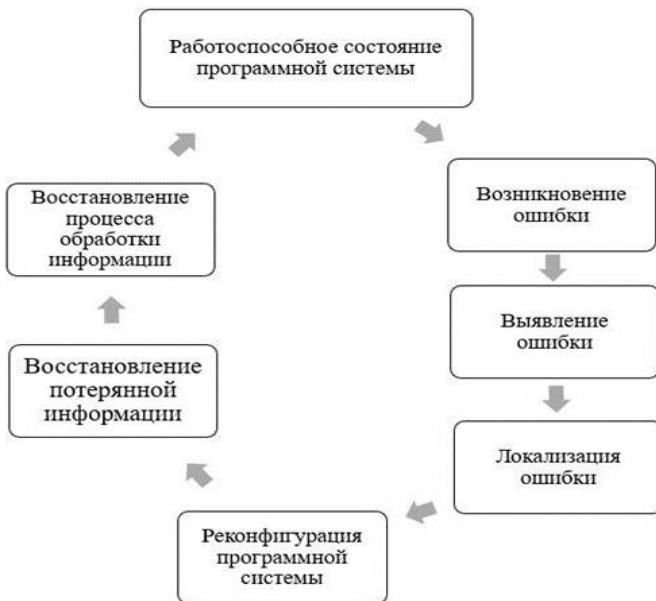 Работоспособное состояние
программной системы
Возникновение
ошибки
Выявление
ошибки
Локализация
ошибки
Реконфигурация
программной
системы
Восстановление
потерянной
информации
Восстановление
процесса
обработки
информации